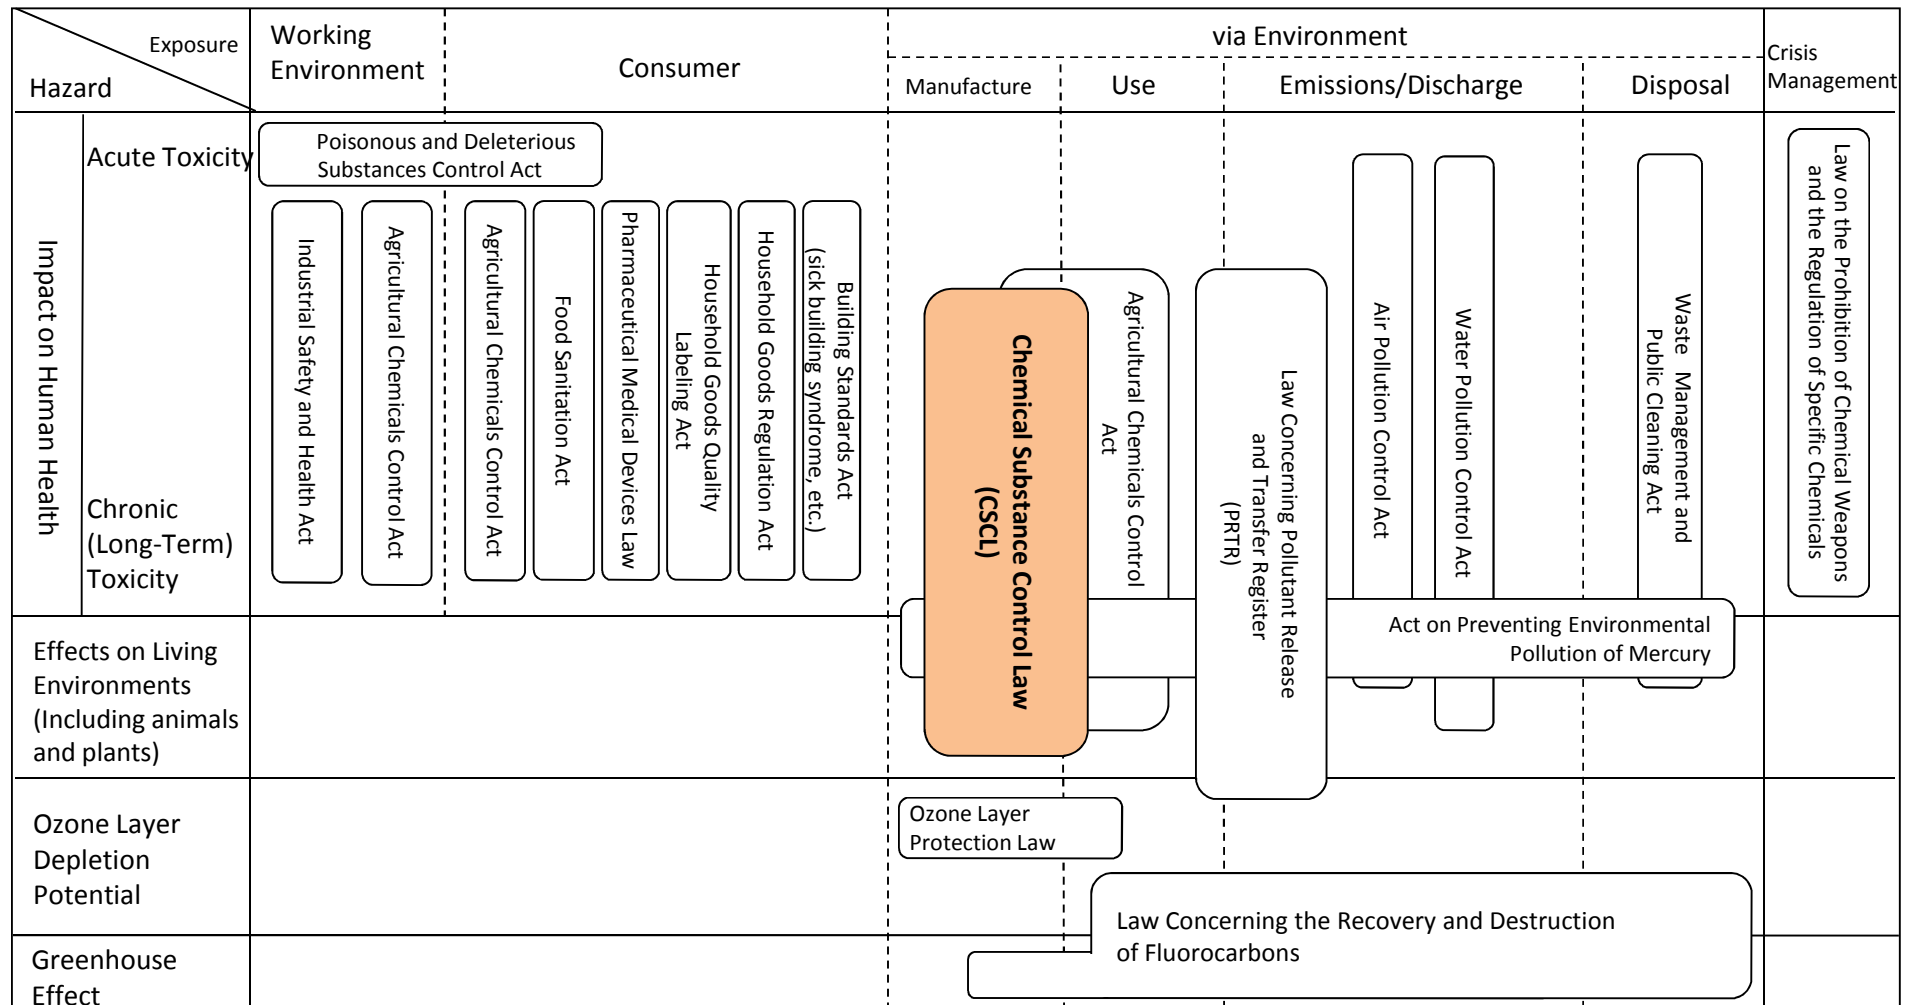 Exposure
Hazard
Working
Environment
Consumer
via Environment
Manufacture
Use
Emissions/Discharge
Disposal
Crisis
Management
Impact on Human Health
Acute Toxicity
Chronic
(Long-Term)
Toxicity
Poisonous and Deleterious
Substances Control Act
Industrial Safety and Health Act
Agricultural Chemicals Control Act
Agricultural Chemicals Control Act
Food Sanitation Act
Pharmaceutical Medical Devices Law
Household Goods Quality
Labeling Act
Household Goods Regulation Act
Building Standards Act
(sick building syndrome, etc.)
Chemical Substance Control Law
(CSCL)
Agricultural Chemicals Control
Act
Law Concerning Pollutant Release
and Transfer Register
(PRTR)
Air Pollution Control Act
Water Pollution Control Act
Waste Management and
Public Cleaning Act
Law on the Prohibition of Chemical Weapons
and the Regulation of Specific Chemicals
Act on Preventing Environmental
Pollution of Mercury
Effects on Living
Environments
(Including animals
and plants)
Ozone Layer
Depletion
Potential
Ozone Layer
Protection Law
Law Concerning the Recovery and Destruction
of Fluorocarbons
Greenhouse
Effect